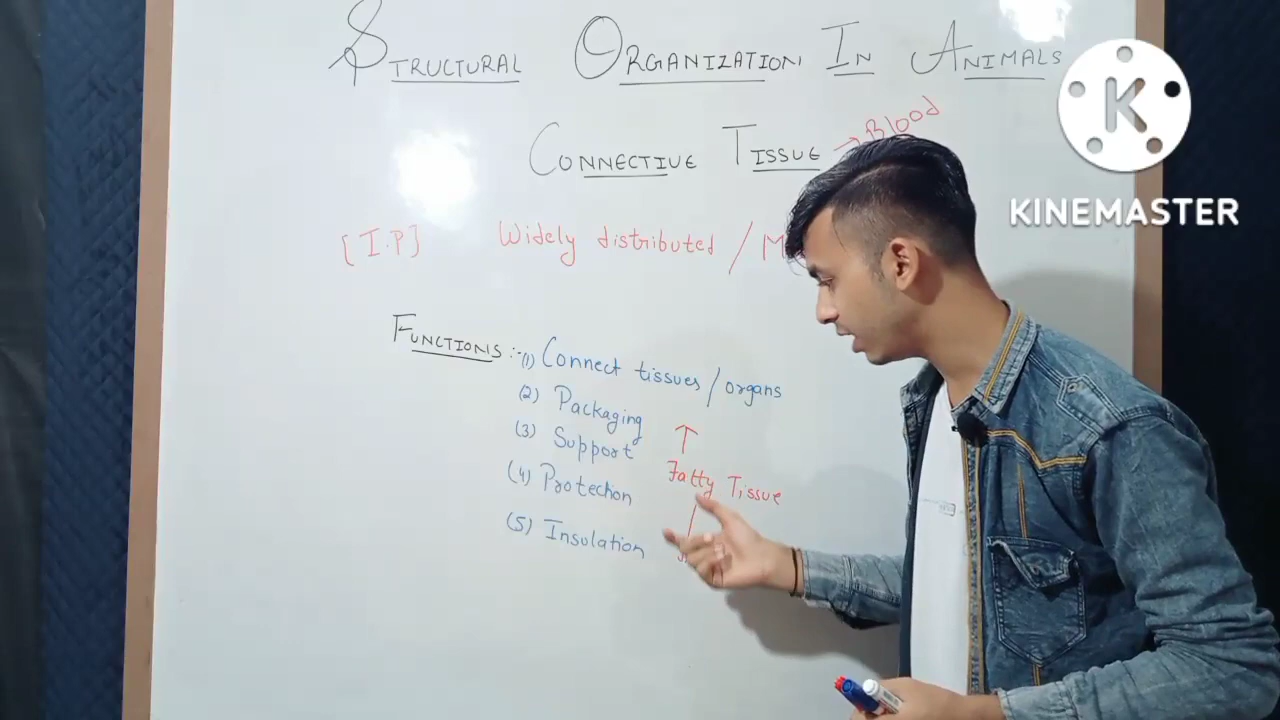 STRUCTURAL ORGANIZATION IN ANIMALS
CONNECTIVE TISSUE → Blood
[I.P] Widely distributed /
FUNCTIONS :- (1) Connect tissues/organs
(2) Packaging
(3) Support
Fatty Tissue
(4) Protection
(5) Insulation
K
KINEMASTER